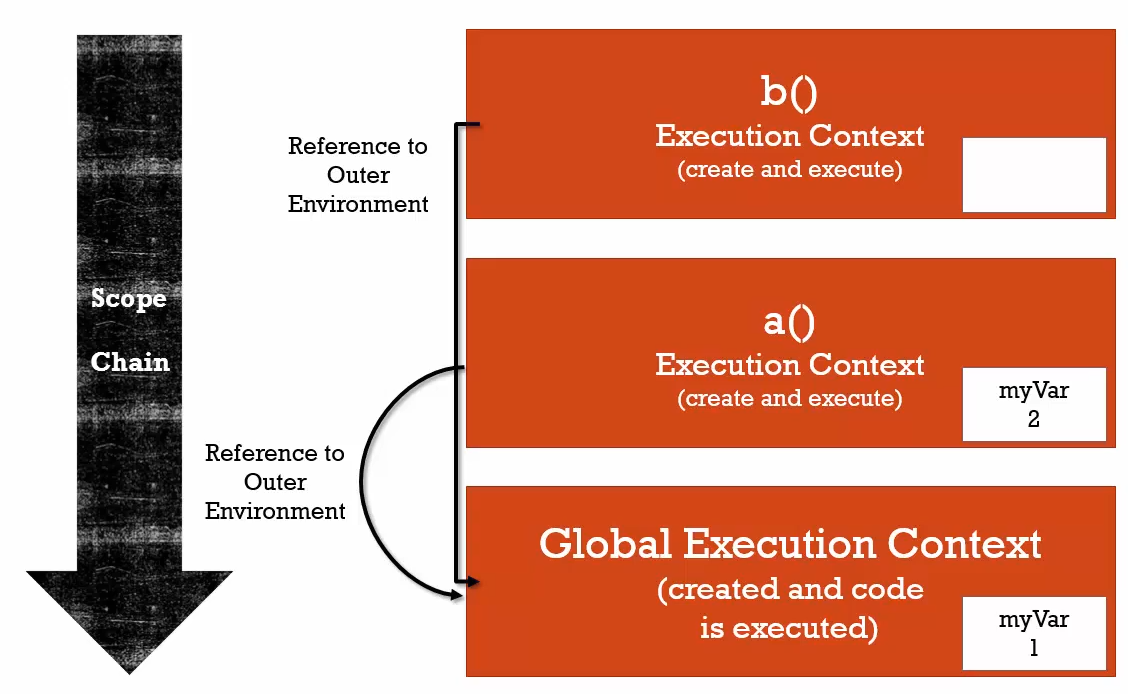 b()
Execution Context
(create and execute)
Reference to
Outer
Environment
Scope
Chain
a()
Execution Context
(create and execute)
myVar
2
Reference to
Outer
Environment
Global Execution Context
(created and code
is executed)
myVar
1